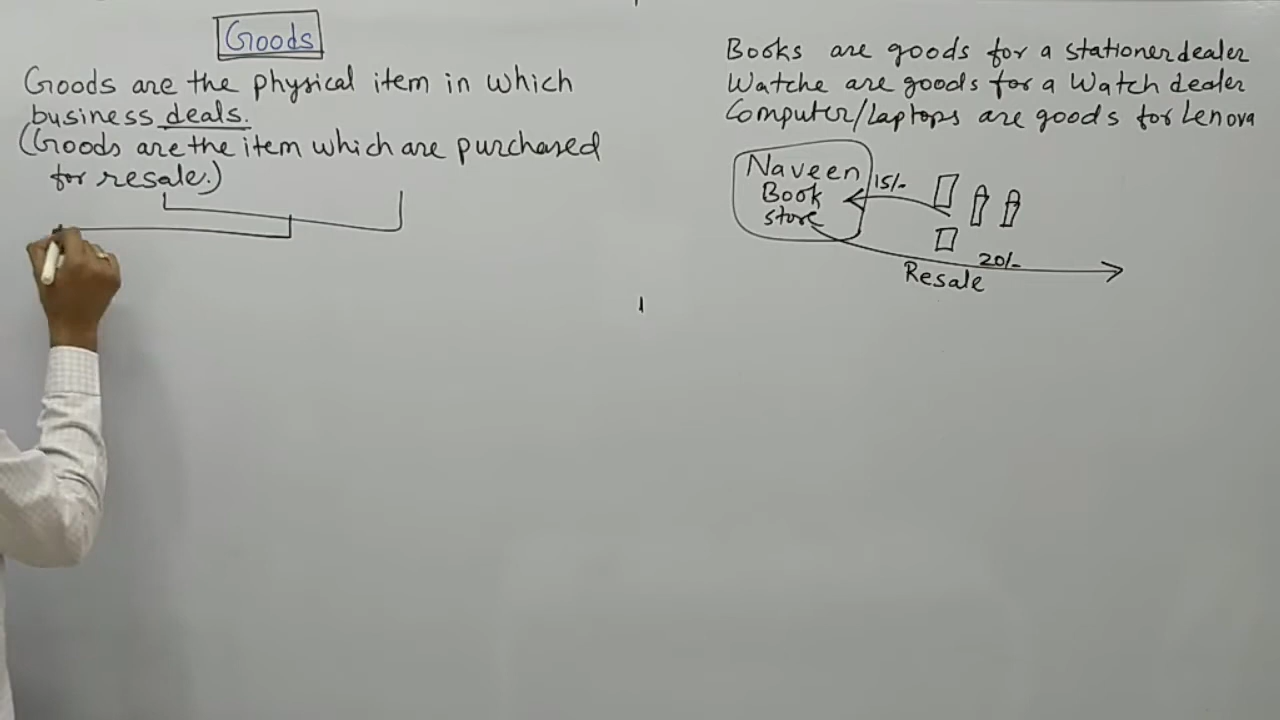 Goods
Goods are the physical item in which
business deals.
(Goods are the item which are purchased
for resale.)
Books are goods for a stationer dealer
Watche are goods for a Watch dealer
Computer/Laptops are goods for Lenova
Naveen
Book
store
15/-
20/-
Resale